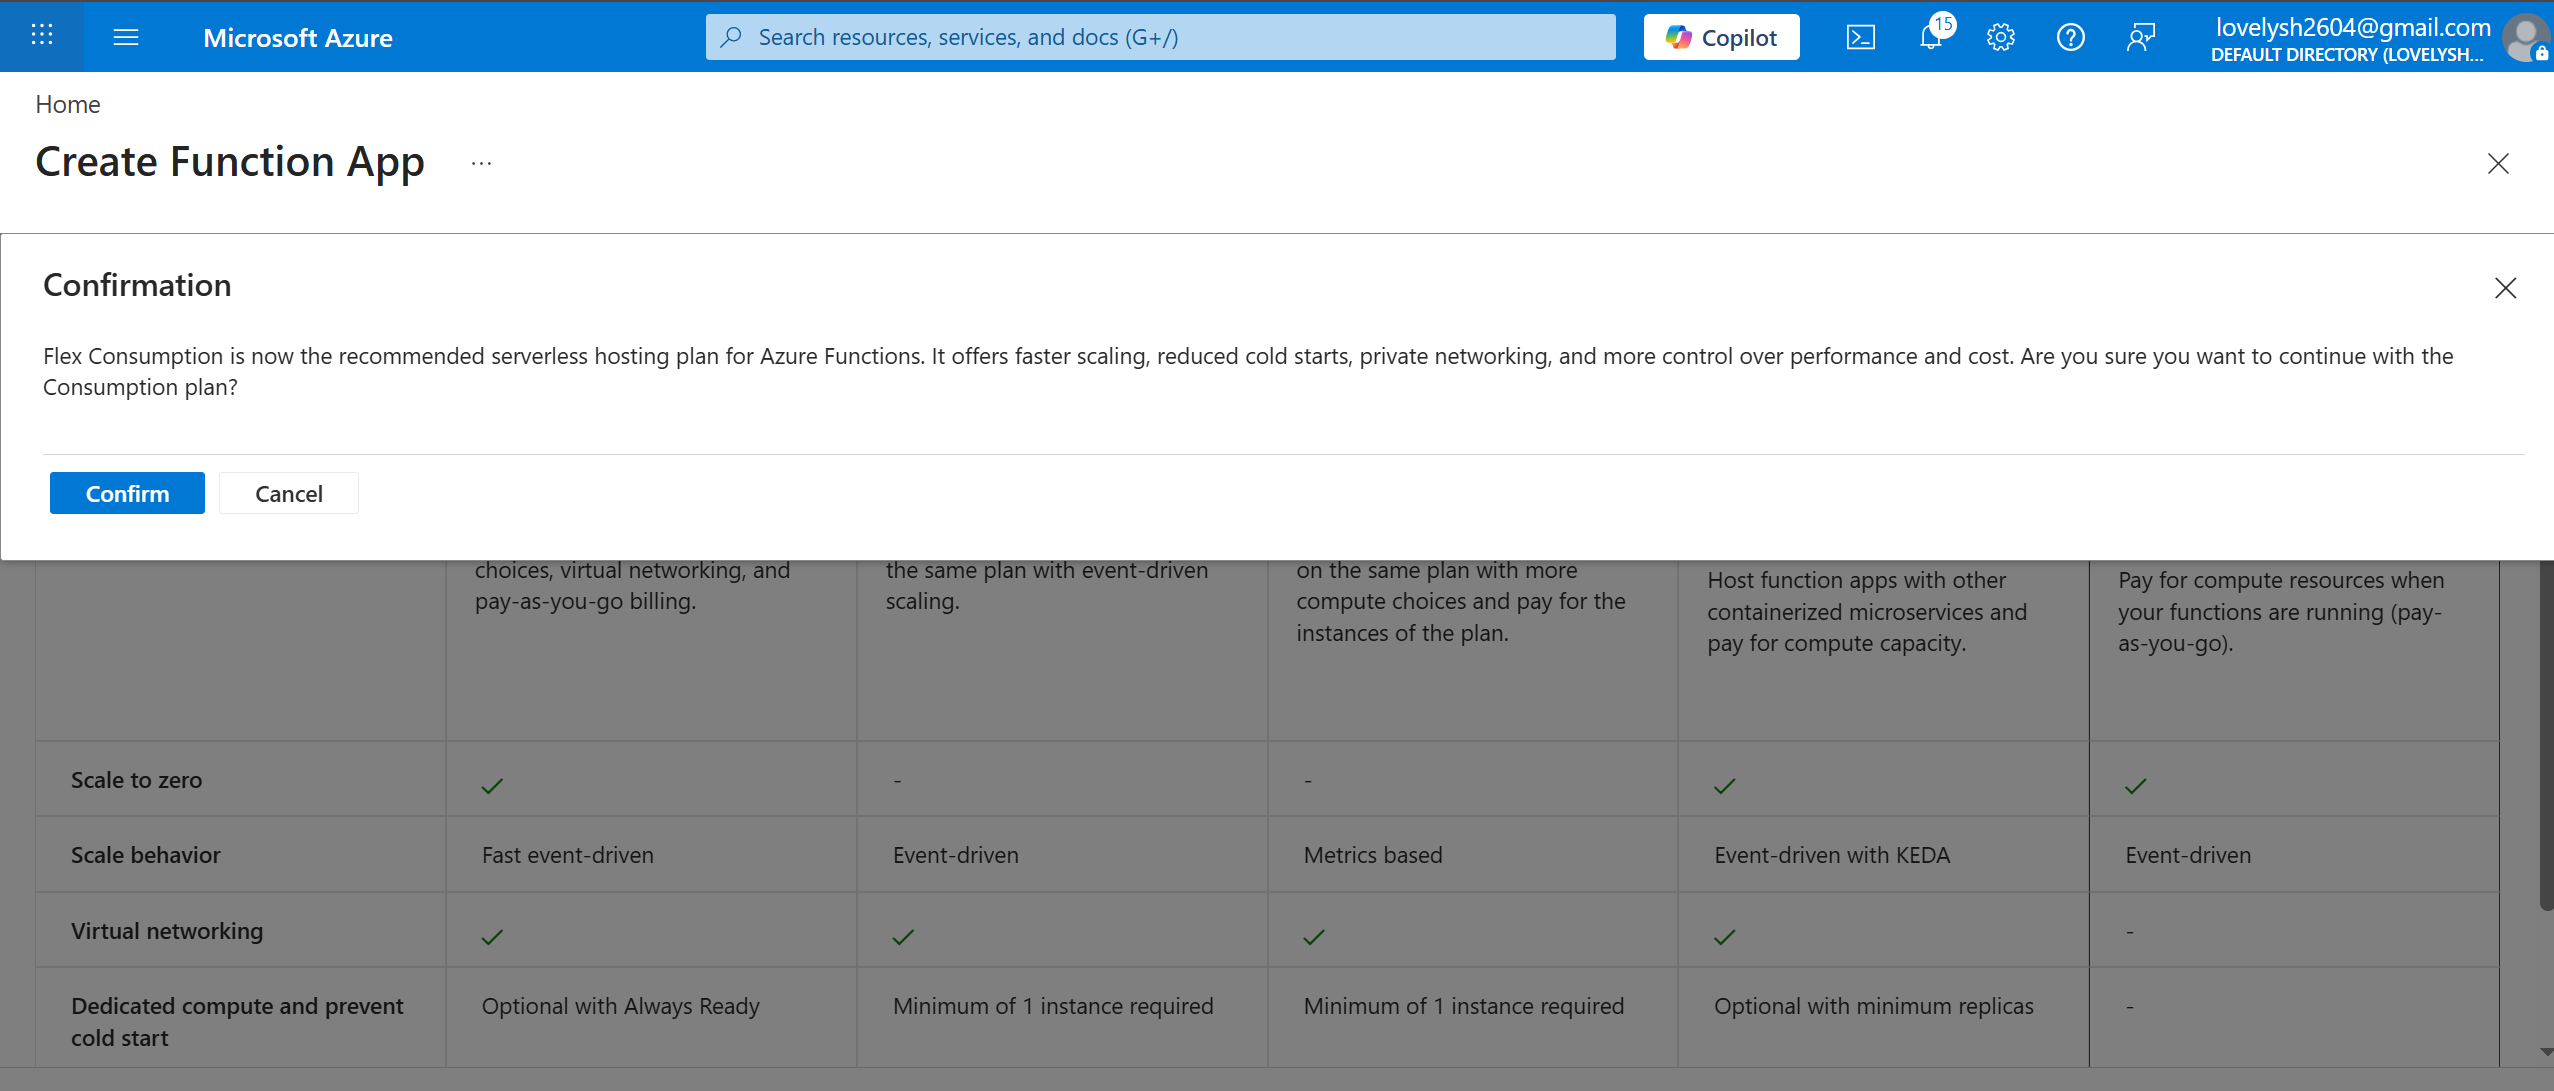 Microsoft Azure
Search resources, services, and docs (G+/)
Copilot
15
lovelysh2604@gmail.com
DEFAULT DIRECTORY (LOVELYSH...
Home
Create Function App
...
Confirmation
Flex Consumption is now the recommended serverless hosting plan for Azure Functions. It offers faster scaling, reduced cold starts, private networking, and more control over performance and cost. Are you sure you want to continue with the
Consumption plan?
Confirm
Cancel
choices, virtual networking, and
pay-as-you-go billing.
the same plan with event-driven
scaling.
on the same plan with more
compute choices and pay for the
instances of the plan.
Host function apps with other
containerized microservices and
pay for compute capacity.
Pay for compute resources when
your functions are running (pay-
as-you-go).
Scale to zero
-
-
Scale behavior
Fast event-driven
Event-driven
Metrics based
Event-driven with KEDA
Event-driven
Virtual networking
-
Dedicated compute and prevent
cold start
Optional with Always Ready
Minimum of 1 instance required
Minimum of 1 instance required
Optional with minimum replicas
-